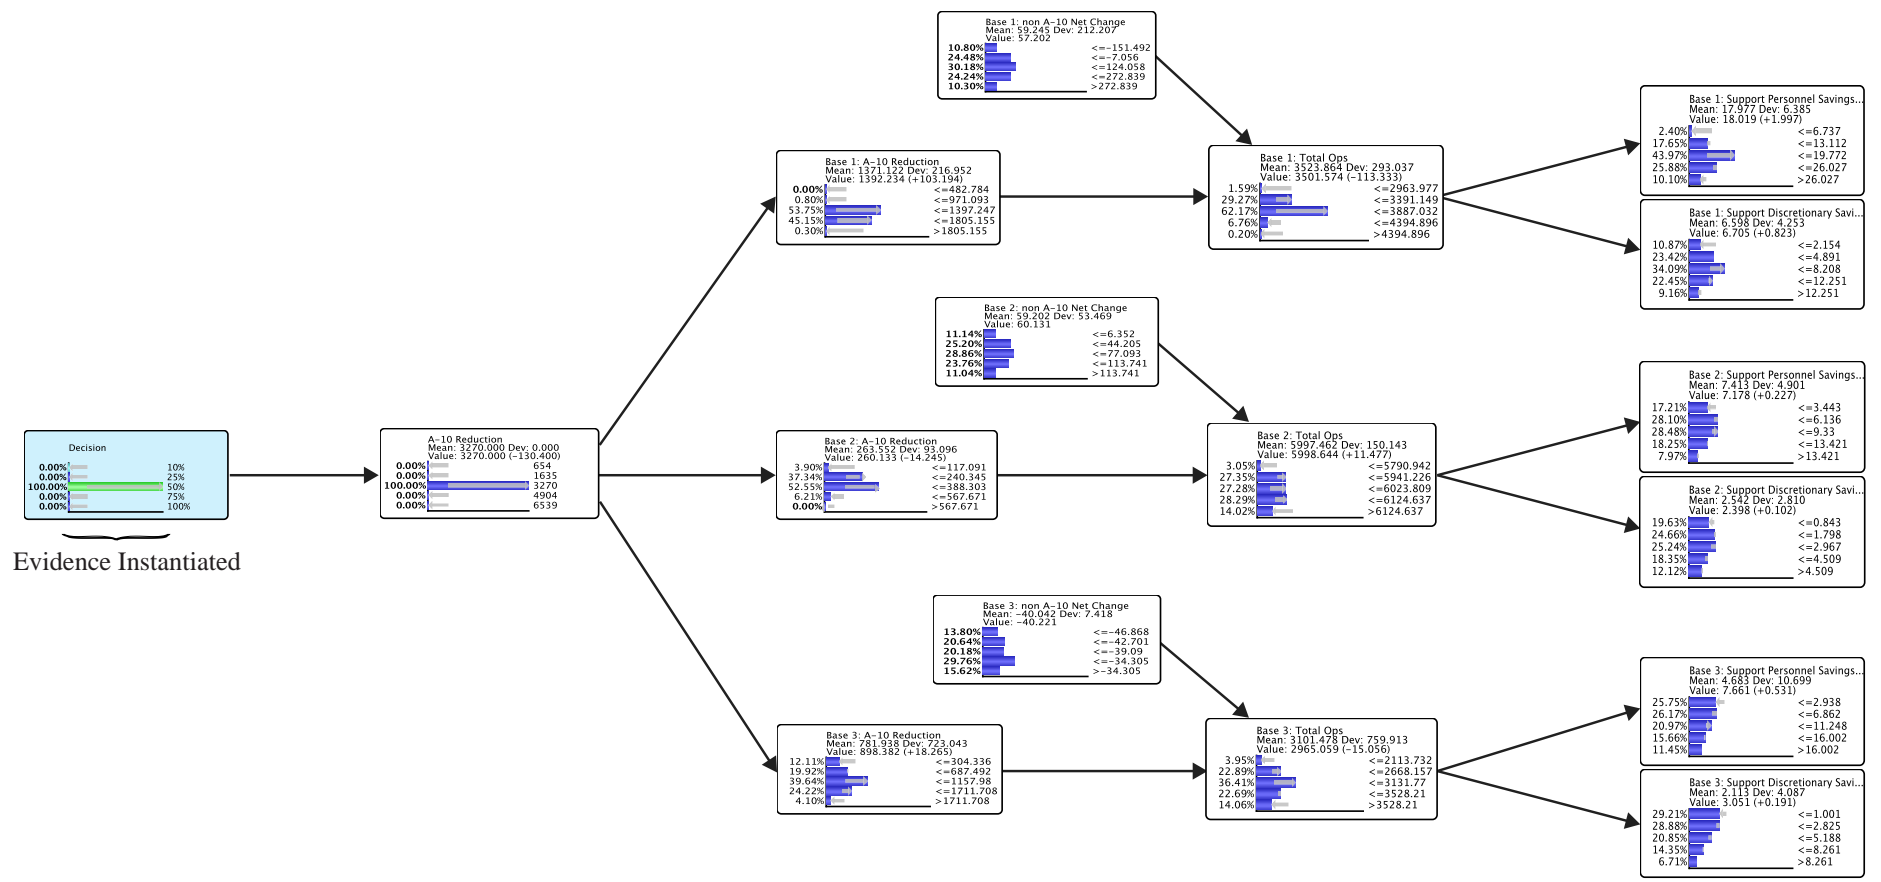 Base 1: non A-10 Net Change
Mean: 59.245 Dev: 212.207
Value: 57.202
10.80% <=-151.492
24.48% <=-7.056
30.18% <=124.058
24.24% <=272.839
10.30% >272.839
Base 1: Support Personnel Savings...
Mean: 17.977 Dev: 6.385
Value: 18.019 (+1.997)
2.40% <=6.737
17.65% <=13.112
43.97% <=19.772
25.88% <=26.027
10.10% >26.027
Base 1: A-10 Reduction
Mean: 1371.122 Dev: 216.952
Value: 1392.234 (+103.194)
0.00% <=482.784
0.80% <=971.093
53.75% <=1397.247
45.15% <=1805.155
0.30% >1805.155
Base 1: Total Ops
Mean: 3523.864 Dev: 293.037
Value: 3501.574 (-113.333)
1.59% <=2963.977
29.27% <=3391.149
62.17% <=3887.032
6.76% <=4394.896
0.20% >4394.896
Base 1: Support Discretionary Savi...
Mean: 6.598 Dev: 4.253
Value: 6.705 (+0.823)
10.87% <=2.154
23.42% <=4.891
34.09% <=8.208
22.45% <=12.251
9.16% >12.251
Base 2: non A-10 Net Change
Mean: 59.202 Dev: 53.469
Value: 60.131
11.14% <=6.352
25.20% <=44.205
28.86% <=77.093
23.76% <=113.741
11.04% >113.741
Base 2: Support Personnel Savings...
Mean: 7.413 Dev: 4.901
Value: 7.178 (+0.227)
17.21% <=3.443
28.10% <=6.136
28.48% <=9.33
18.25% <=13.421
7.97% >13.421
Decision
0.00% 10%
0.00% 25%
100.00% 50%
0.00% 75%
0.00% 100%
Evidence Instantiated
A-10 Reduction
Mean: 3270.000 Dev: 0.000
Value: 3270.000 (-130.400)
0.00% 654
0.00% 1635
100.00% 3270
0.00% 4904
0.00% 6539
Base 2: A-10 Reduction
Mean: 263.552 Dev: 93.096
Value: 260.133 (-14.245)
3.90% <=117.091
37.34% <=240.345
52.55% <=388.303
6.21% <=567.671
0.00% >567.671
Base 2: Total Ops
Mean: 5997.462 Dev: 150.143
Value: 5998.644 (+11.477)
3.05% <=5790.942
27.35% <=5941.226
27.28% <=6023.809
28.29% <=6124.637
14.02% >6124.637
Base 2: Support Discretionary Savi...
Mean: 2.542 Dev: 2.810
Value: 2.398 (+0.102)
19.63% <=0.843
24.66% <=1.798
25.24% <=2.967
18.35% <=4.509
12.12% >4.509
Base 3: non A-10 Net Change
Mean: -40.042 Dev: 7.418
Value: -40.221
13.80% <=-46.868
20.64% <=-42.701
20.18% <=-39.09
29.76% <=-34.305
15.62% >-34.305
Base 3: Support Personnel Savings...
Mean: 4.683 Dev: 10.699
Value: 7.661 (+0.531)
25.75% <=2.938
26.17% <=6.862
20.97% <=11.248
15.66% <=16.002
11.45% >16.002
Base 3: A-10 Reduction
Mean: 781.938 Dev: 723.043
Value: 898.382 (+18.265)
12.11% <=304.336
19.92% <=687.492
39.64% <=1157.98
24.22% <=1711.708
4.10% >1711.708
Base 3: Total Ops
Mean: 3101.478 Dev: 759.913
Value: 2965.059 (-15.056)
3.95% <=2113.732
22.89% <=2668.157
36.41% <=3131.77
22.69% <=3528.21
14.06% >3528.21
Base 3: Support Discretionary Savi...
Mean: 2.113 Dev: 4.087
Value: 3.051 (+0.191)
29.21% <=1.001
28.88% <=2.825
20.85% <=5.188
14.35% <=8.261
6.71% >8.261